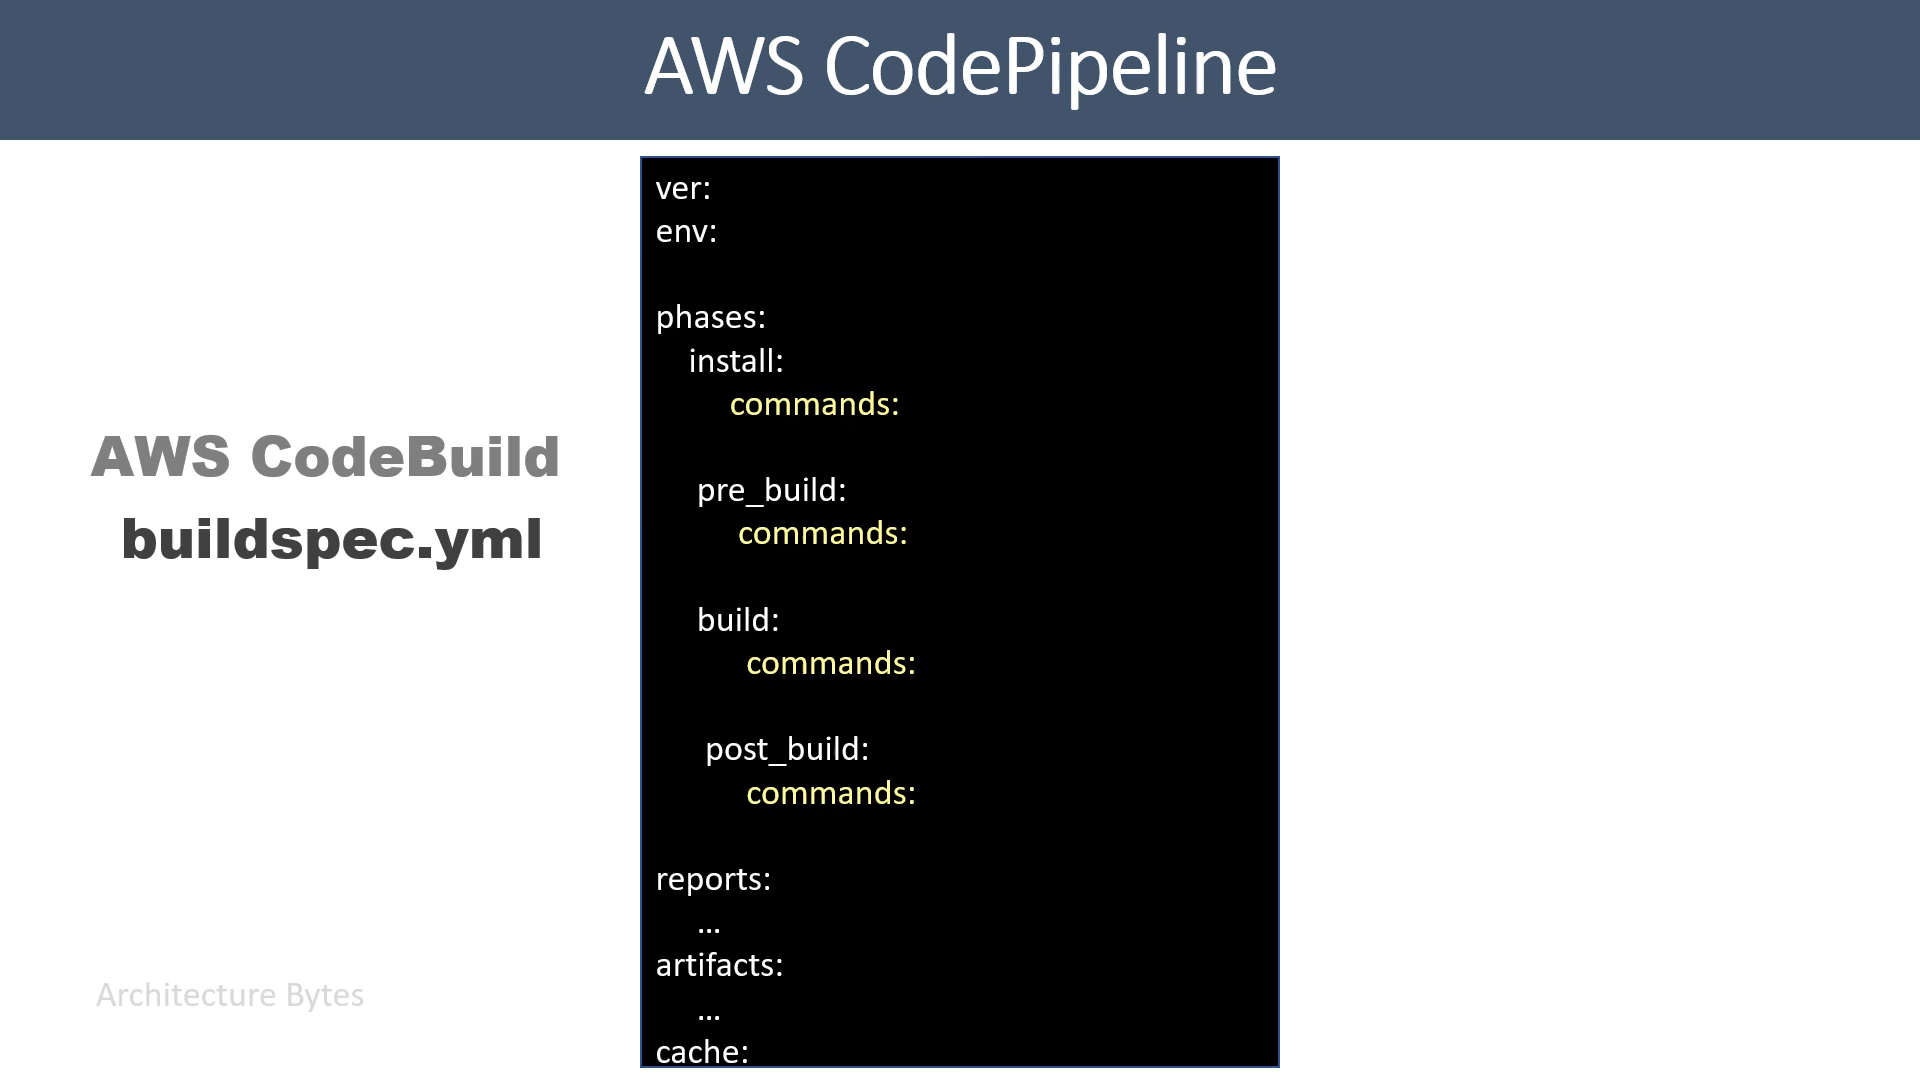 AWS CodePipeline
AWS CodeBuild
buildspec.yml
ver:
env:
phases:
install:
commands:
pre_build:
commands:
build:
commands:
post_build:
commands:
reports:
...
artifacts:
...
cache:
Architecture Bytes